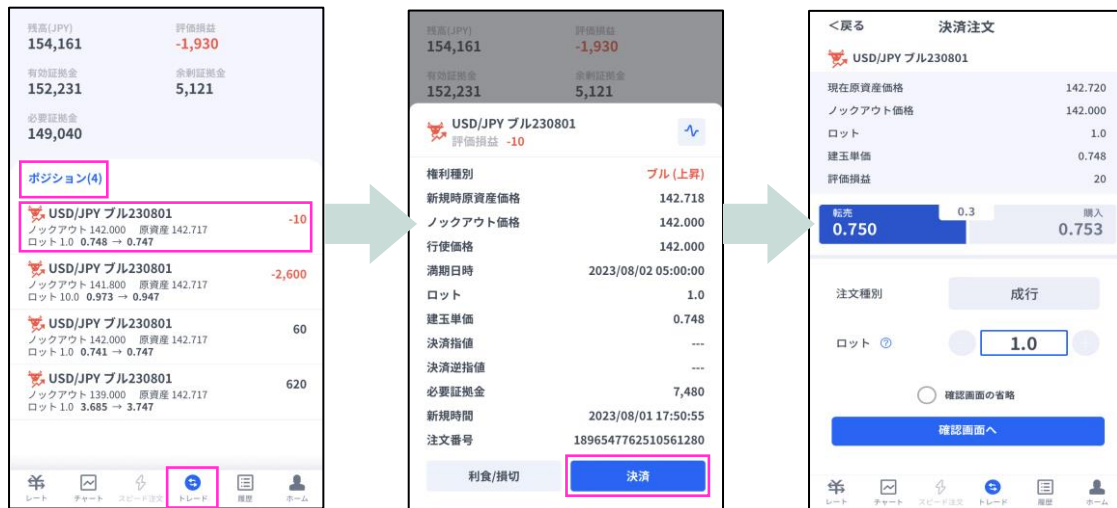 残高(JPY) 評価損益
154,161 -1,930
有効証拠金 余剰証拠金
152,231 5,121
必要証拠金
149,040
ポジション(4)
USD/JPY ブル230801 -10
ノックアウト 142.000 原資産 142.717
ロット 1.0 0.748 → 0.747
USD/JPY ブル230801 -2,600
ノックアウト 141.800 原資産 142.717
ロット 10.0 0.973 → 0.947
USD/JPY ブル230801 60
ノックアウト 142.000 原資産 142.717
ロット 1.0 0.741 → 0.747
USD/JPY ブル230801 620
ノックアウト 139.000 原資産 142.717
ロット 1.0 3.685 → 3.747
レート チャート スピード注文 トレード 履歴 ホーム
残高(JPY) 評価損益
154,161 -1,930
有効証拠金 余剰証拠金
152,231 5,121
USD/JPY ブル230801
評価損益 -10
権利種別 ブル (上昇)
新規時原資産価格 142.718
ノックアウト価格 142.000
行使価格 142.000
満期日時 2023/08/02 05:00:00
ロット 1.0
建玉単価 0.748
決済指値 ---
決済逆指値 ---
必要証拠金 7,480
新規時間 2023/08/01 17:50:55
注文番号 1896547762510561280
利食/損切 決済
<戻る 決済注文
USD/JPY ブル230801
現在原資産価格 142.720
ノックアウト価格 142.000
ロット 1.0
建玉単価 0.748
評価損益 20
転売 0.3 購入
0.750 0.753
注文種別 成行
ロット ? - 1.0 +
確認画面の省略
確認画面へ
レート チャート スピード注文 トレード 履歴 ホーム